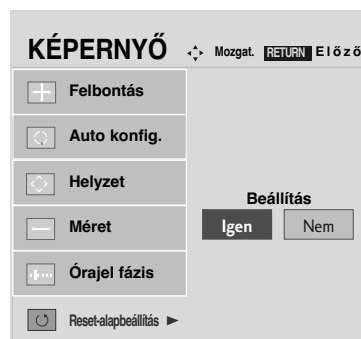 KÉPERNYŐ Mozgat. RETURN Előző
Felbontás
Auto konfig.
Helyzet
Méret
Órajel fázis
Reset-alapbeállítás ►
Beállítás
Igen Nem